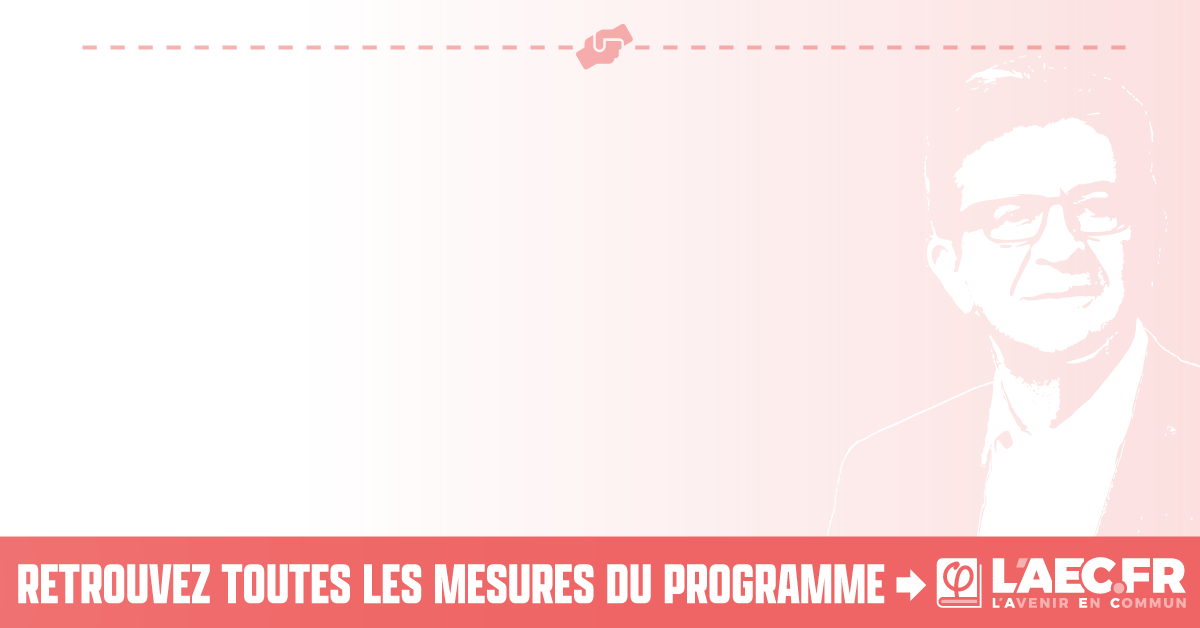 RETROUVEZ TOUTES LES MESURES DU PROGRAMME
φ
L'AEC.FR
L'AVENIR EN COMMUN